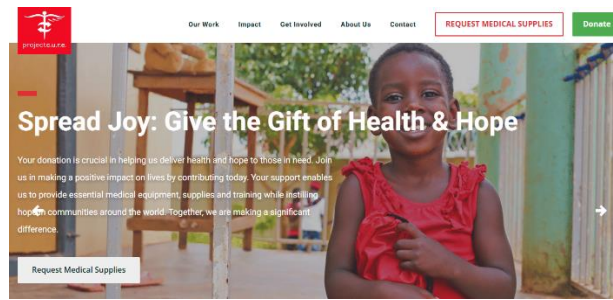 projectc.u.r.e.
Our Work Impact Get Involved About Us Contact REQUEST MEDICAL SUPPLIES Donate
Spread Joy: Give the Gift of Health & Hope
Your donation is crucial in helping us deliver health and hope to those in need. Join
us in making a positive impact on lives by contributing today. Your support enables
us to provide essential medical equipment, supplies and training while instilling
communities around the world. Together, we are making a significant
difference.
Request Medical Supplies